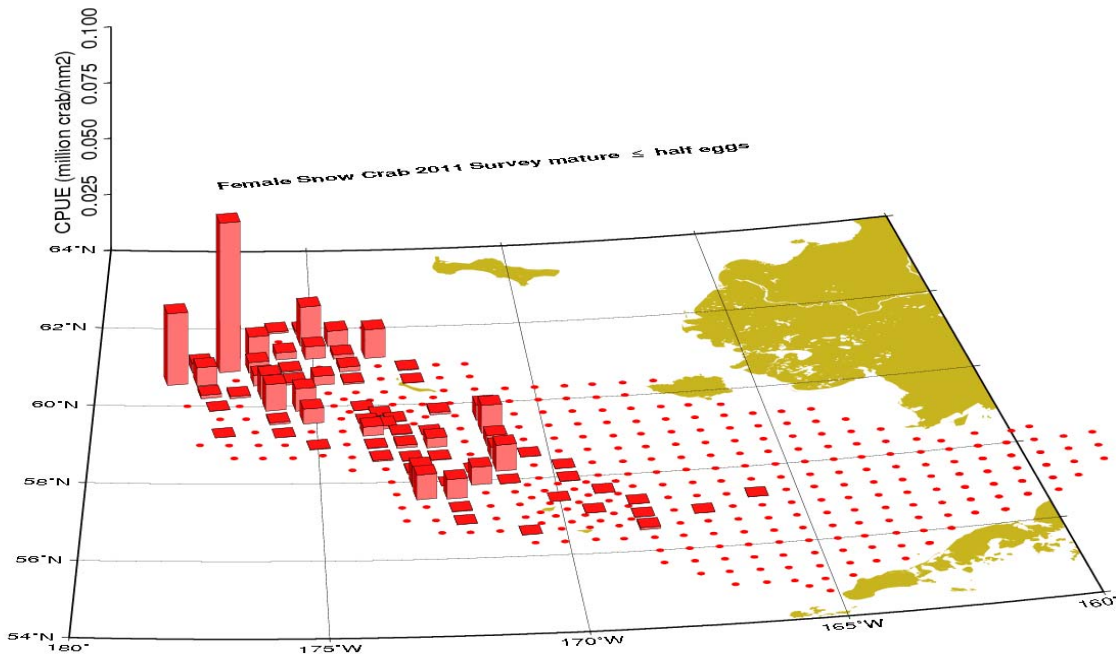 0.100
0.075
0.050
0.025
CPUE (million crab/nm2)
Female Snow Crab 2011 Survey mature ≤ half eggs
64°N
62°N
60°N
58°N
56°N
54°N
180°
175°W
170°W
165°W
160°